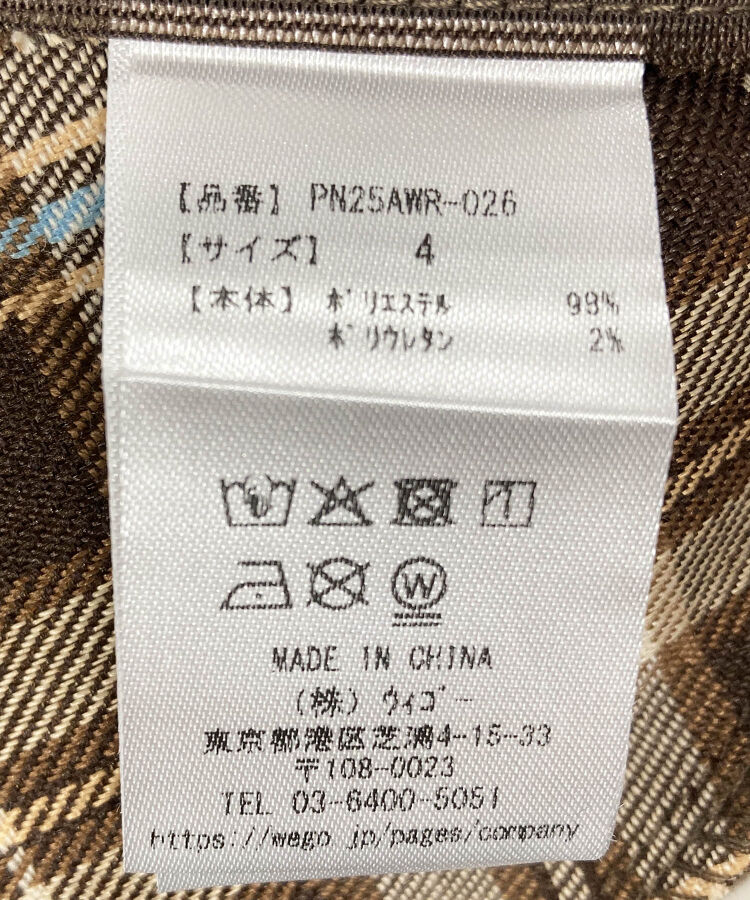 【品番】 PN25AWR-026
【サイズ】 4
【本体】 ポリエステル 98%
ポリウレタン 2%
W
MADE IN CHINA
(株)ウィゴー
東京都港区芝浦4-15-33
〒108-0023
TEL 03-6400-5051
https://wego.jp/pages/company